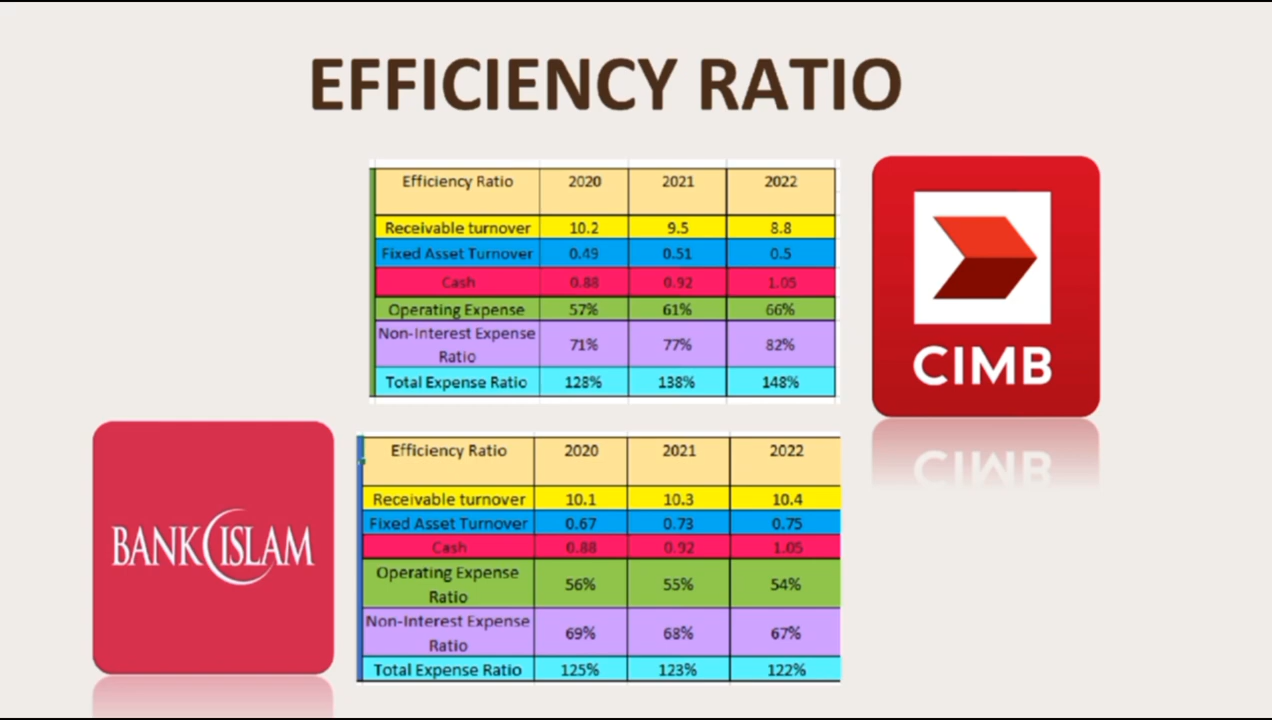 EFFICIENCY RATIO
Efficiency Ratio 2020 2021 2022
Receivable turnover 10.2 9.5 8.8
Fixed Asset Turnover 0.49 0.51 0.5
Cash 0.88 0.92 1.05
Operating Expense 57% 61% 66%
Non-Interest Expense
Ratio 71% 77% 82%
Total Expense Ratio 128% 138% 148%
CIMB
BANK ISLAM
Efficiency Ratio 2020 2021 2022
Receivable turnover 10.1 10.3 10.4
Fixed Asset Turnover 0.67 0.73 0.75
Cash 0.88 0.92 1.05
Operating Expense
Ratio 56% 55% 54%
Non-Interest Expense
Ratio 69% 68% 67%
Total Expense Ratio 125% 123% 122%